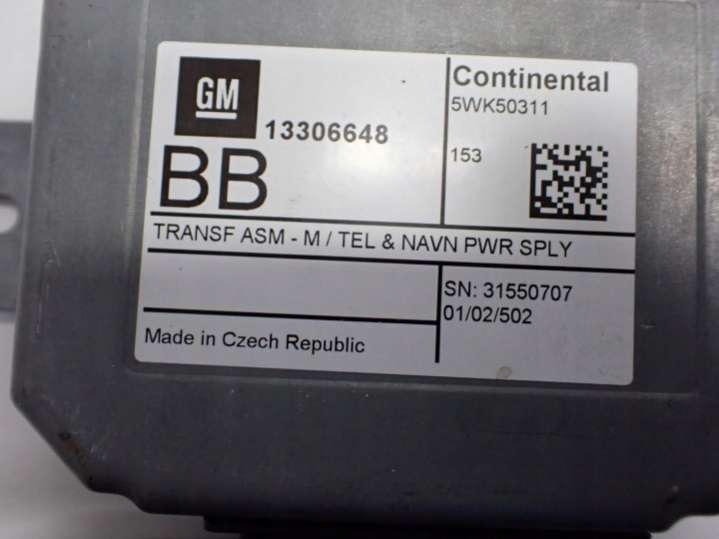 GM
13306648
BB
Continental
5WK50311
153
TRANSF ASM - M / TEL & NAVN PWR SPLY
SN: 31550707
01/02/502
Made in Czech Republic